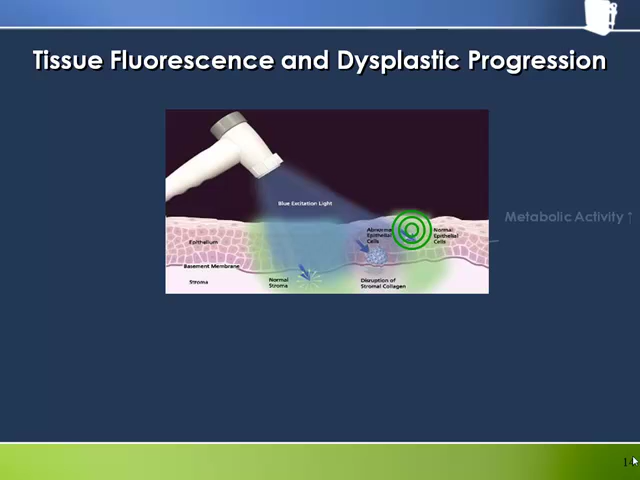 Tissue Fluorescence and Dysplastic Progression
Blue Excitation Light
Metabolic Activity ↑
Abnormal
Epithelial
Cells
Normal
Epithelial
Cells
Epithelium
Basement Membrane
Stroma
Normal
Stroma
Disruption of
Stromal Collagen